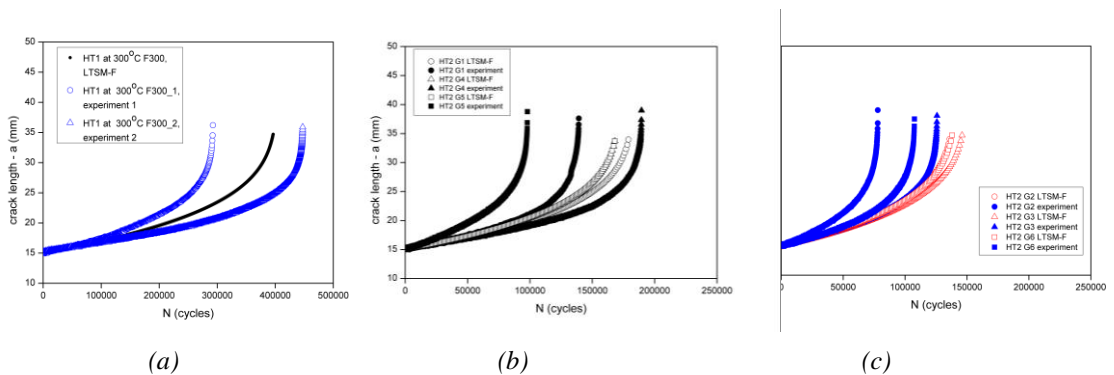 50
45
40
35
30
25
20
15
10
crack length - a (mm)
HT1 at 300°C F300,
LTSM-F
HT1 at 300°C F300_1,
experiment 1
HT1 at 300°C F300_2,
experiment 2
0 100000 200000 300000 400000 500000
N (cycles)
(a)
50
45
40
35
30
25
20
15
10
crack length - a (mm)
HT2 G1 LTSM-F
HT2 G1 experiment
HT2 G4 LTSM-F
HT2 G4 experiment
HT2 G5 LTSM-F
HT2 G5 experiment
0 50000 100000 150000 200000 250000
N (cycles)
(b)
HT2 G2 LTSM-F
HT2 G2 experiment
HT2 G3 LTSM-F
HT2 G3 experiment
HT2 G6 LTSM-F
HT2 G6 experiment
50000 100000 150000 200000 250000
N (cycles)
(c)